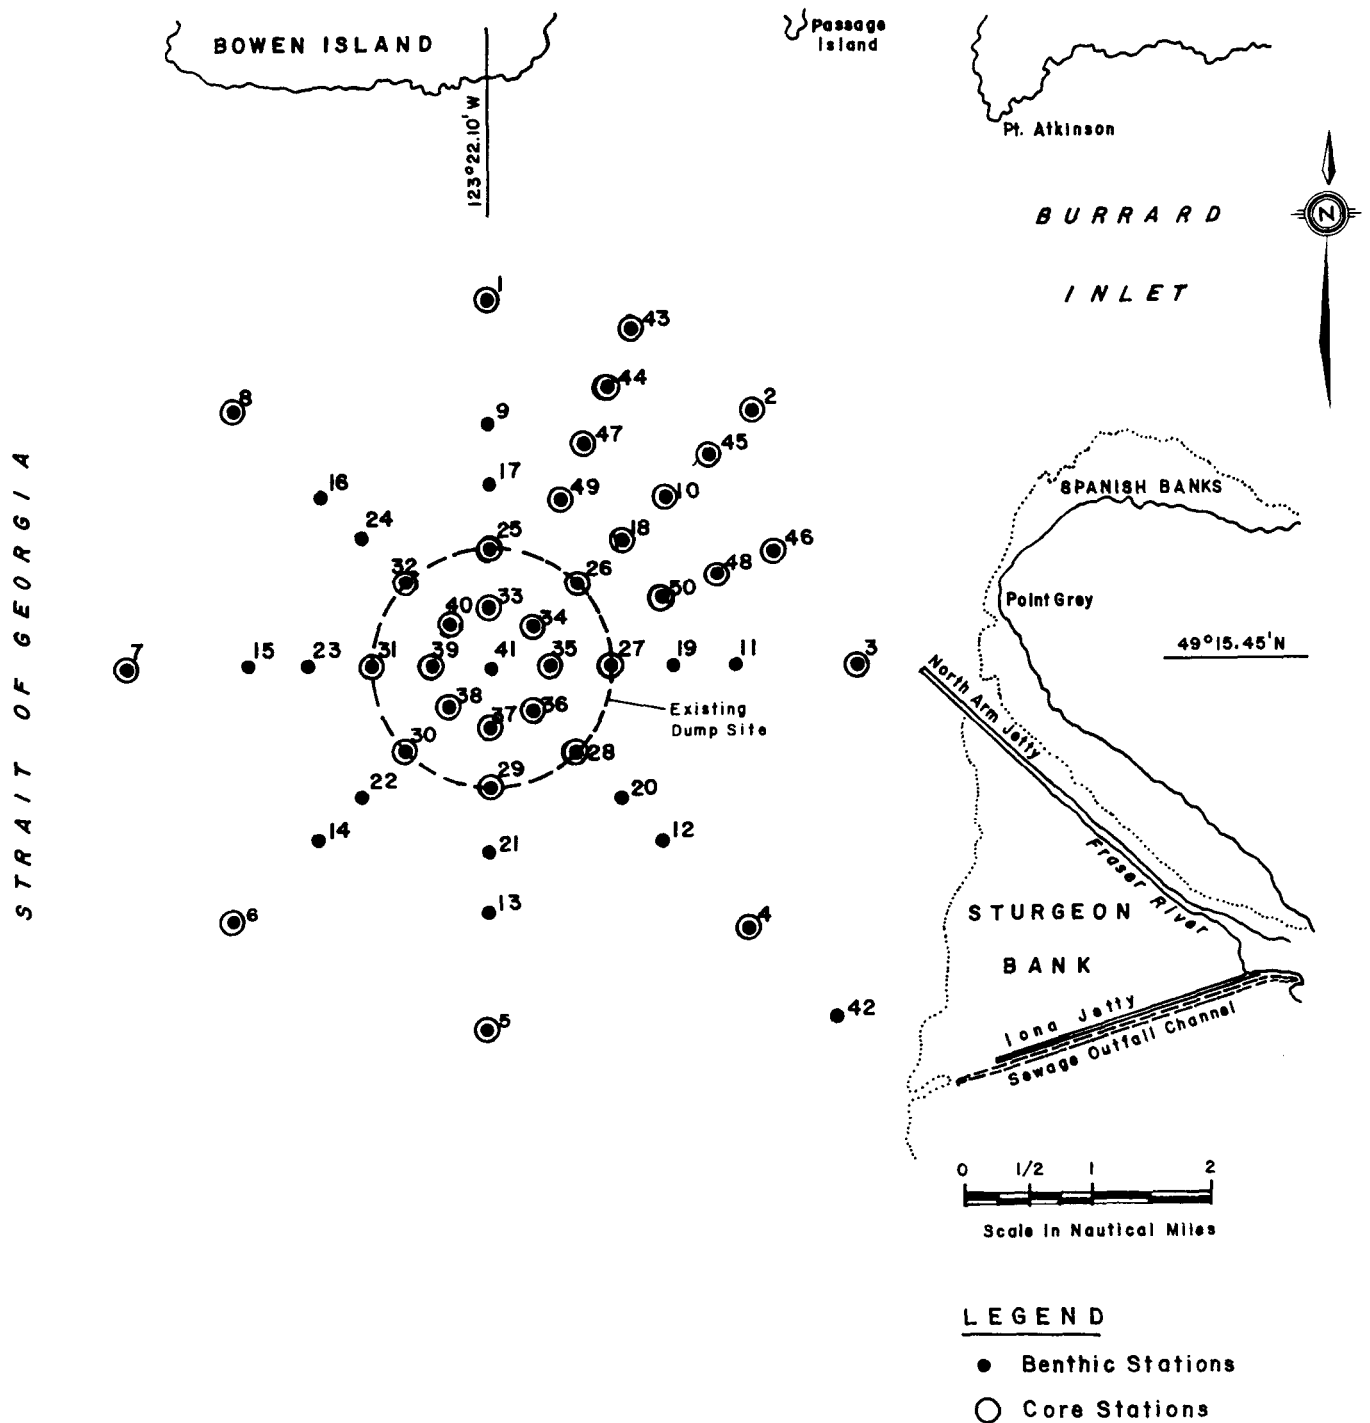 BOWEN ISLAND
Passage
Island
123°22.10' W
Pt. Atkinson
BURRARD
INLET
N
1
43
44
8
2
9
47
45
17
16
49
10
24
18
25
46
48
32
26
50
33
40
34
SPANISH BANKS
Point Grey
49°15.45'N
STRAIT OF GEORGIA
7
15
23
31
39
41
35
27
19
11
3
38
37
36
Existing
Dump Site
30
28
29
22
20
14
21
12
13
6
4
5
42
North Arm Jetty
Fraser River
STURGEON
BANK
Iona Jetty
Sewage Outfall Channel
0 1/2 1 2
Scale in Nautical Miles
LEGEND
Benthic Stations
Core Stations